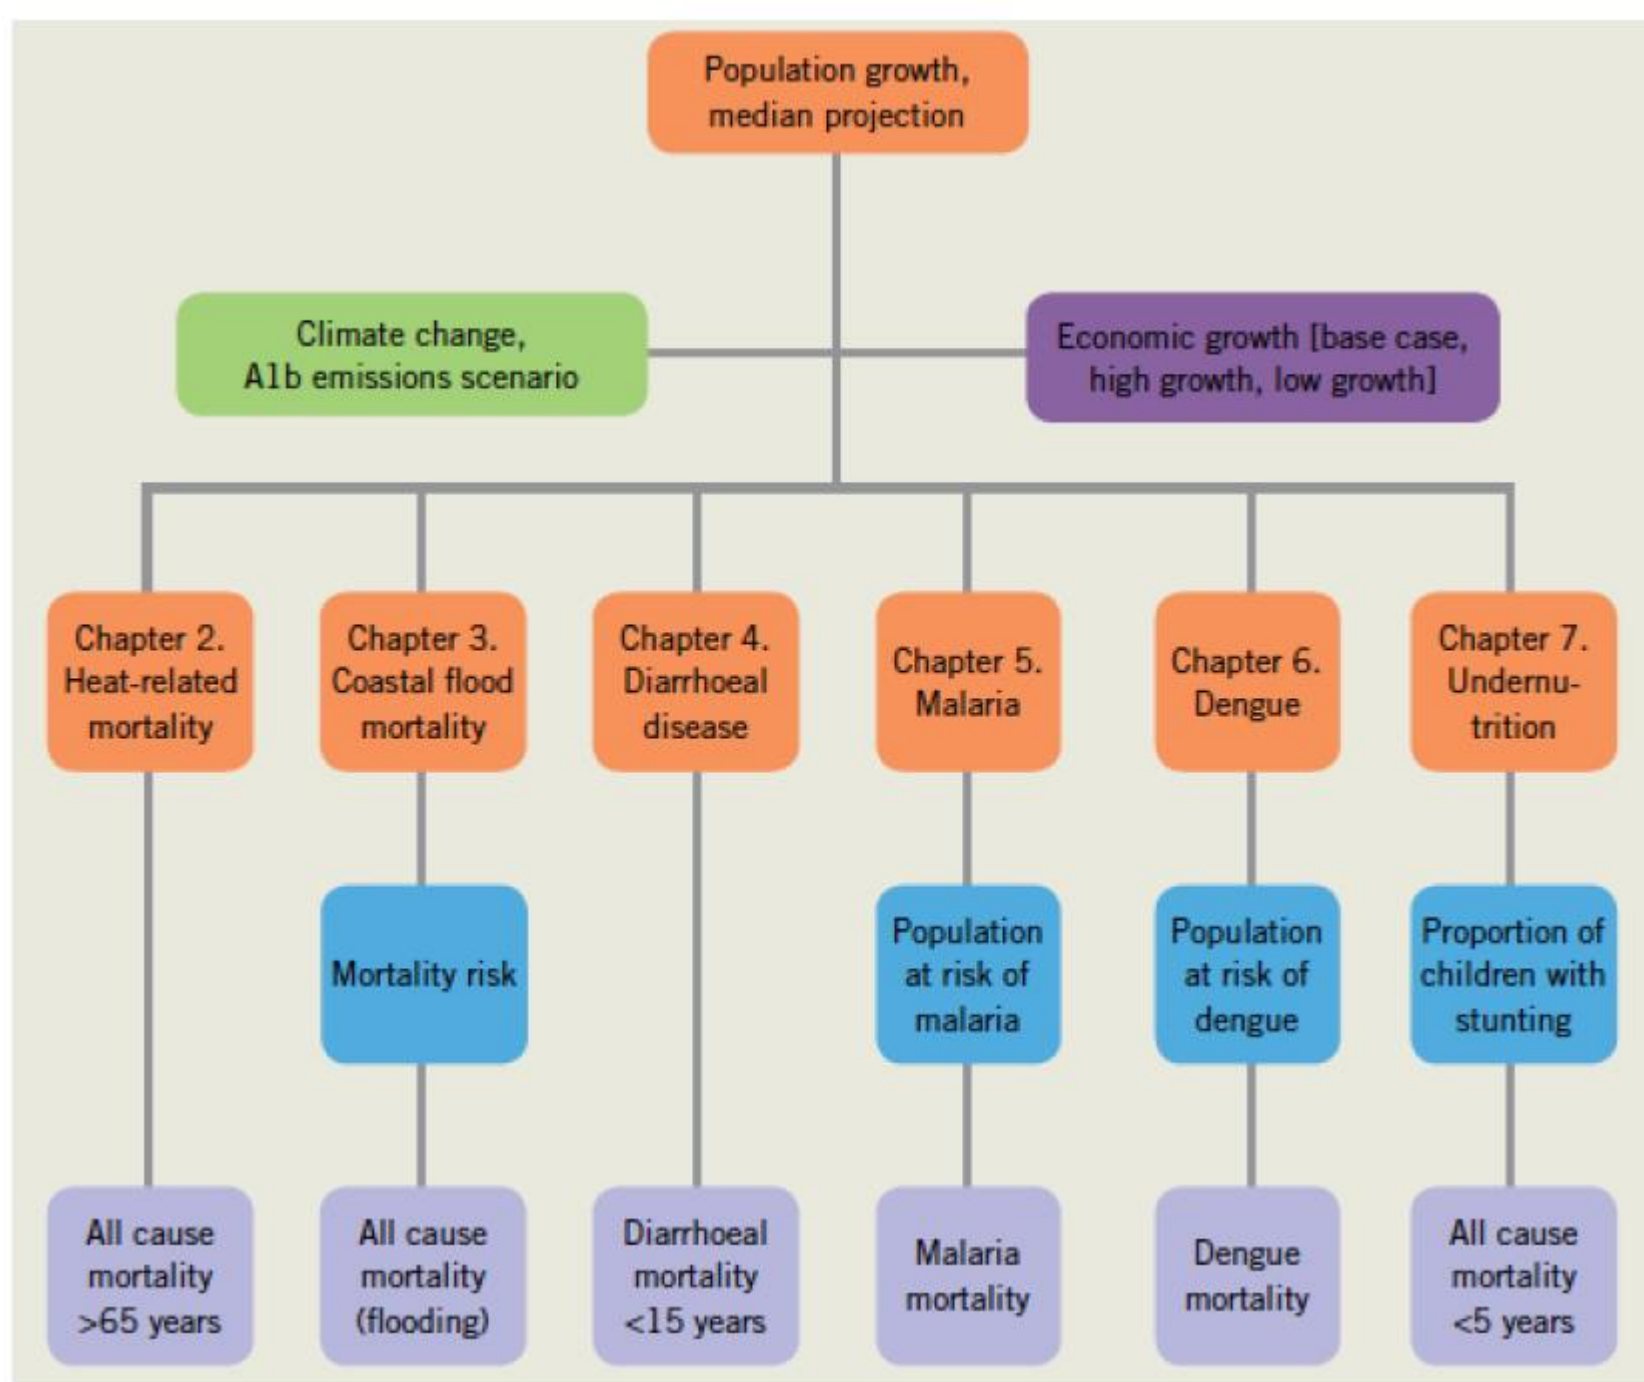 Population growth,
median projection
Climate change,
A1b emissions scenario
Economic growth [base case,
high growth, low growth]
Chapter 2.
Heat-related
mortality
Chapter 3.
Coastal flood
mortality
Chapter 4.
Diarrhoeal
disease
Chapter 5.
Malaria
Chapter 6.
Dengue
Chapter 7.
Undernu-
trition
Mortality risk
Population
at risk of
malaria
Population
at risk of
dengue
Proportion of
children with
stunting
All cause
mortality
>65 years
All cause
mortality
(flooding)
Diarrhoeal
mortality
<15 years
Malaria
mortality
Dengue
mortality
All cause
mortality
<5 years